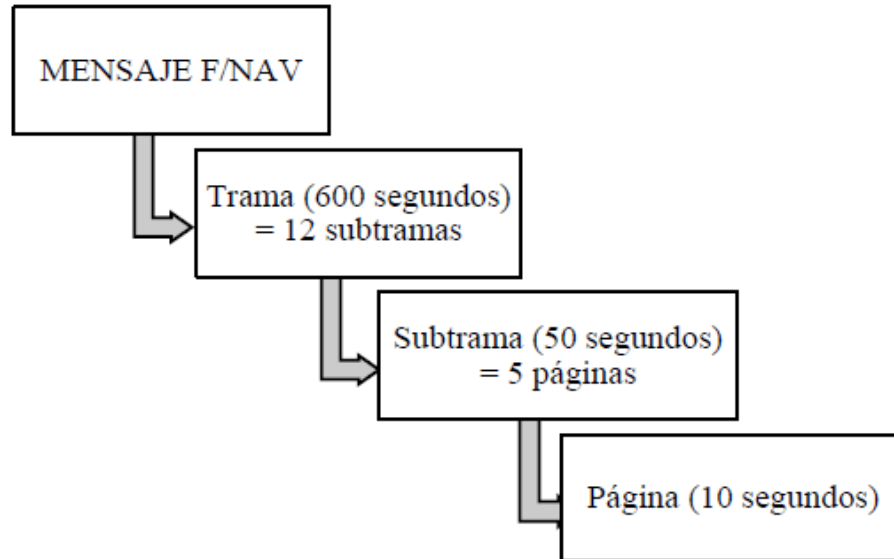 MENSAJE F/NAV
Trama (600 segundos)
= 12 subtramas
Subtrama (50 segundos)
= 5 páginas
Página (10 segundos)